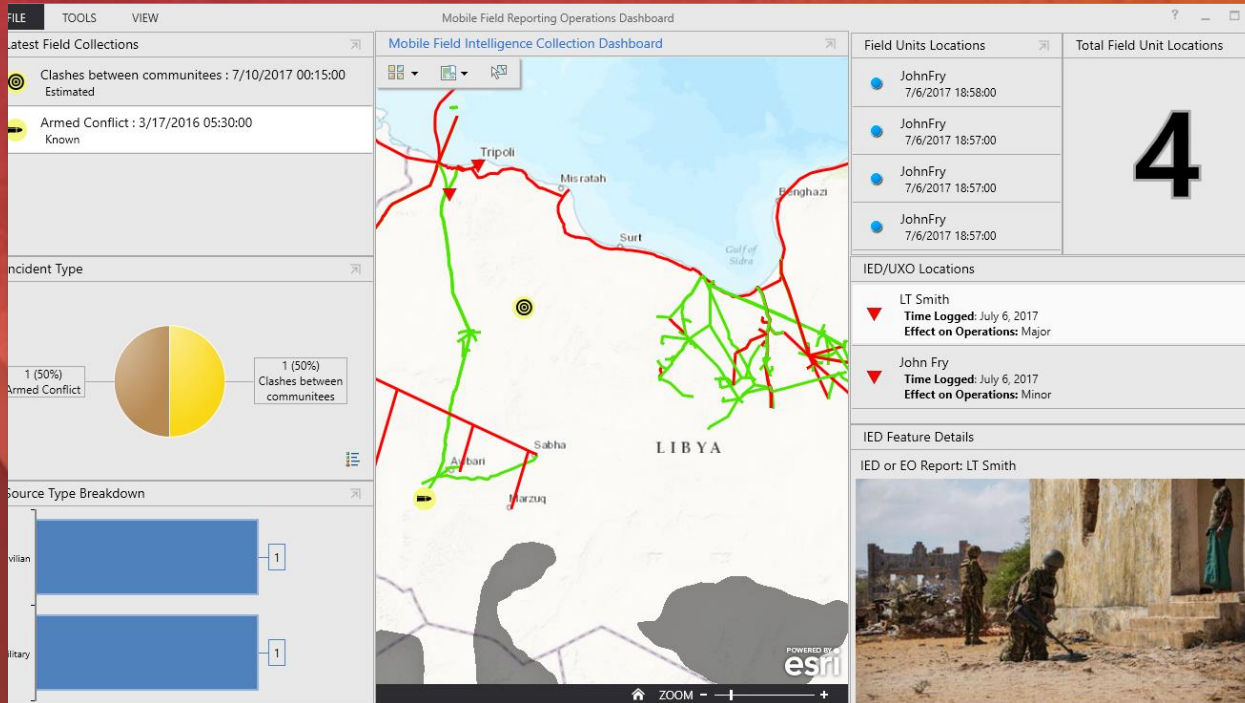 FILE TOOLS VIEW
Mobile Field Reporting Operations Dashboard
?
Latest Field Collections
Clashes between communitees : 7/10/2017 00:15:00
Estimated
Armed Conflict : 3/17/2016 05:30:00
Known
Incident Type
1 (50%)
Armed Conflict
1 (50%)
Clashes between
communitees
Source Type Breakdown
vilian
1
ilitary
1
Mobile Field Intelligence Collection Dashboard
Tripoli
Misratah
Benghazi
Surt
Gulf of
Sidra
LIBYA
Sabha
Awbari
Marzuq
POWERED BY
esri
ZOOM - +
Field Units Locations
JohnFry
7/6/2017 18:58:00
JohnFry
7/6/2017 18:57:00
JohnFry
7/6/2017 18:57:00
JohnFry
7/6/2017 18:57:00
Total Field Unit Locations
4
IED/UXO Locations
LT Smith
Time Logged: July 6, 2017
Effect on Operations: Major
John Fry
Time Logged: July 6, 2017
Effect on Operations: Minor
IED Feature Details
IED or EO Report: LT Smith